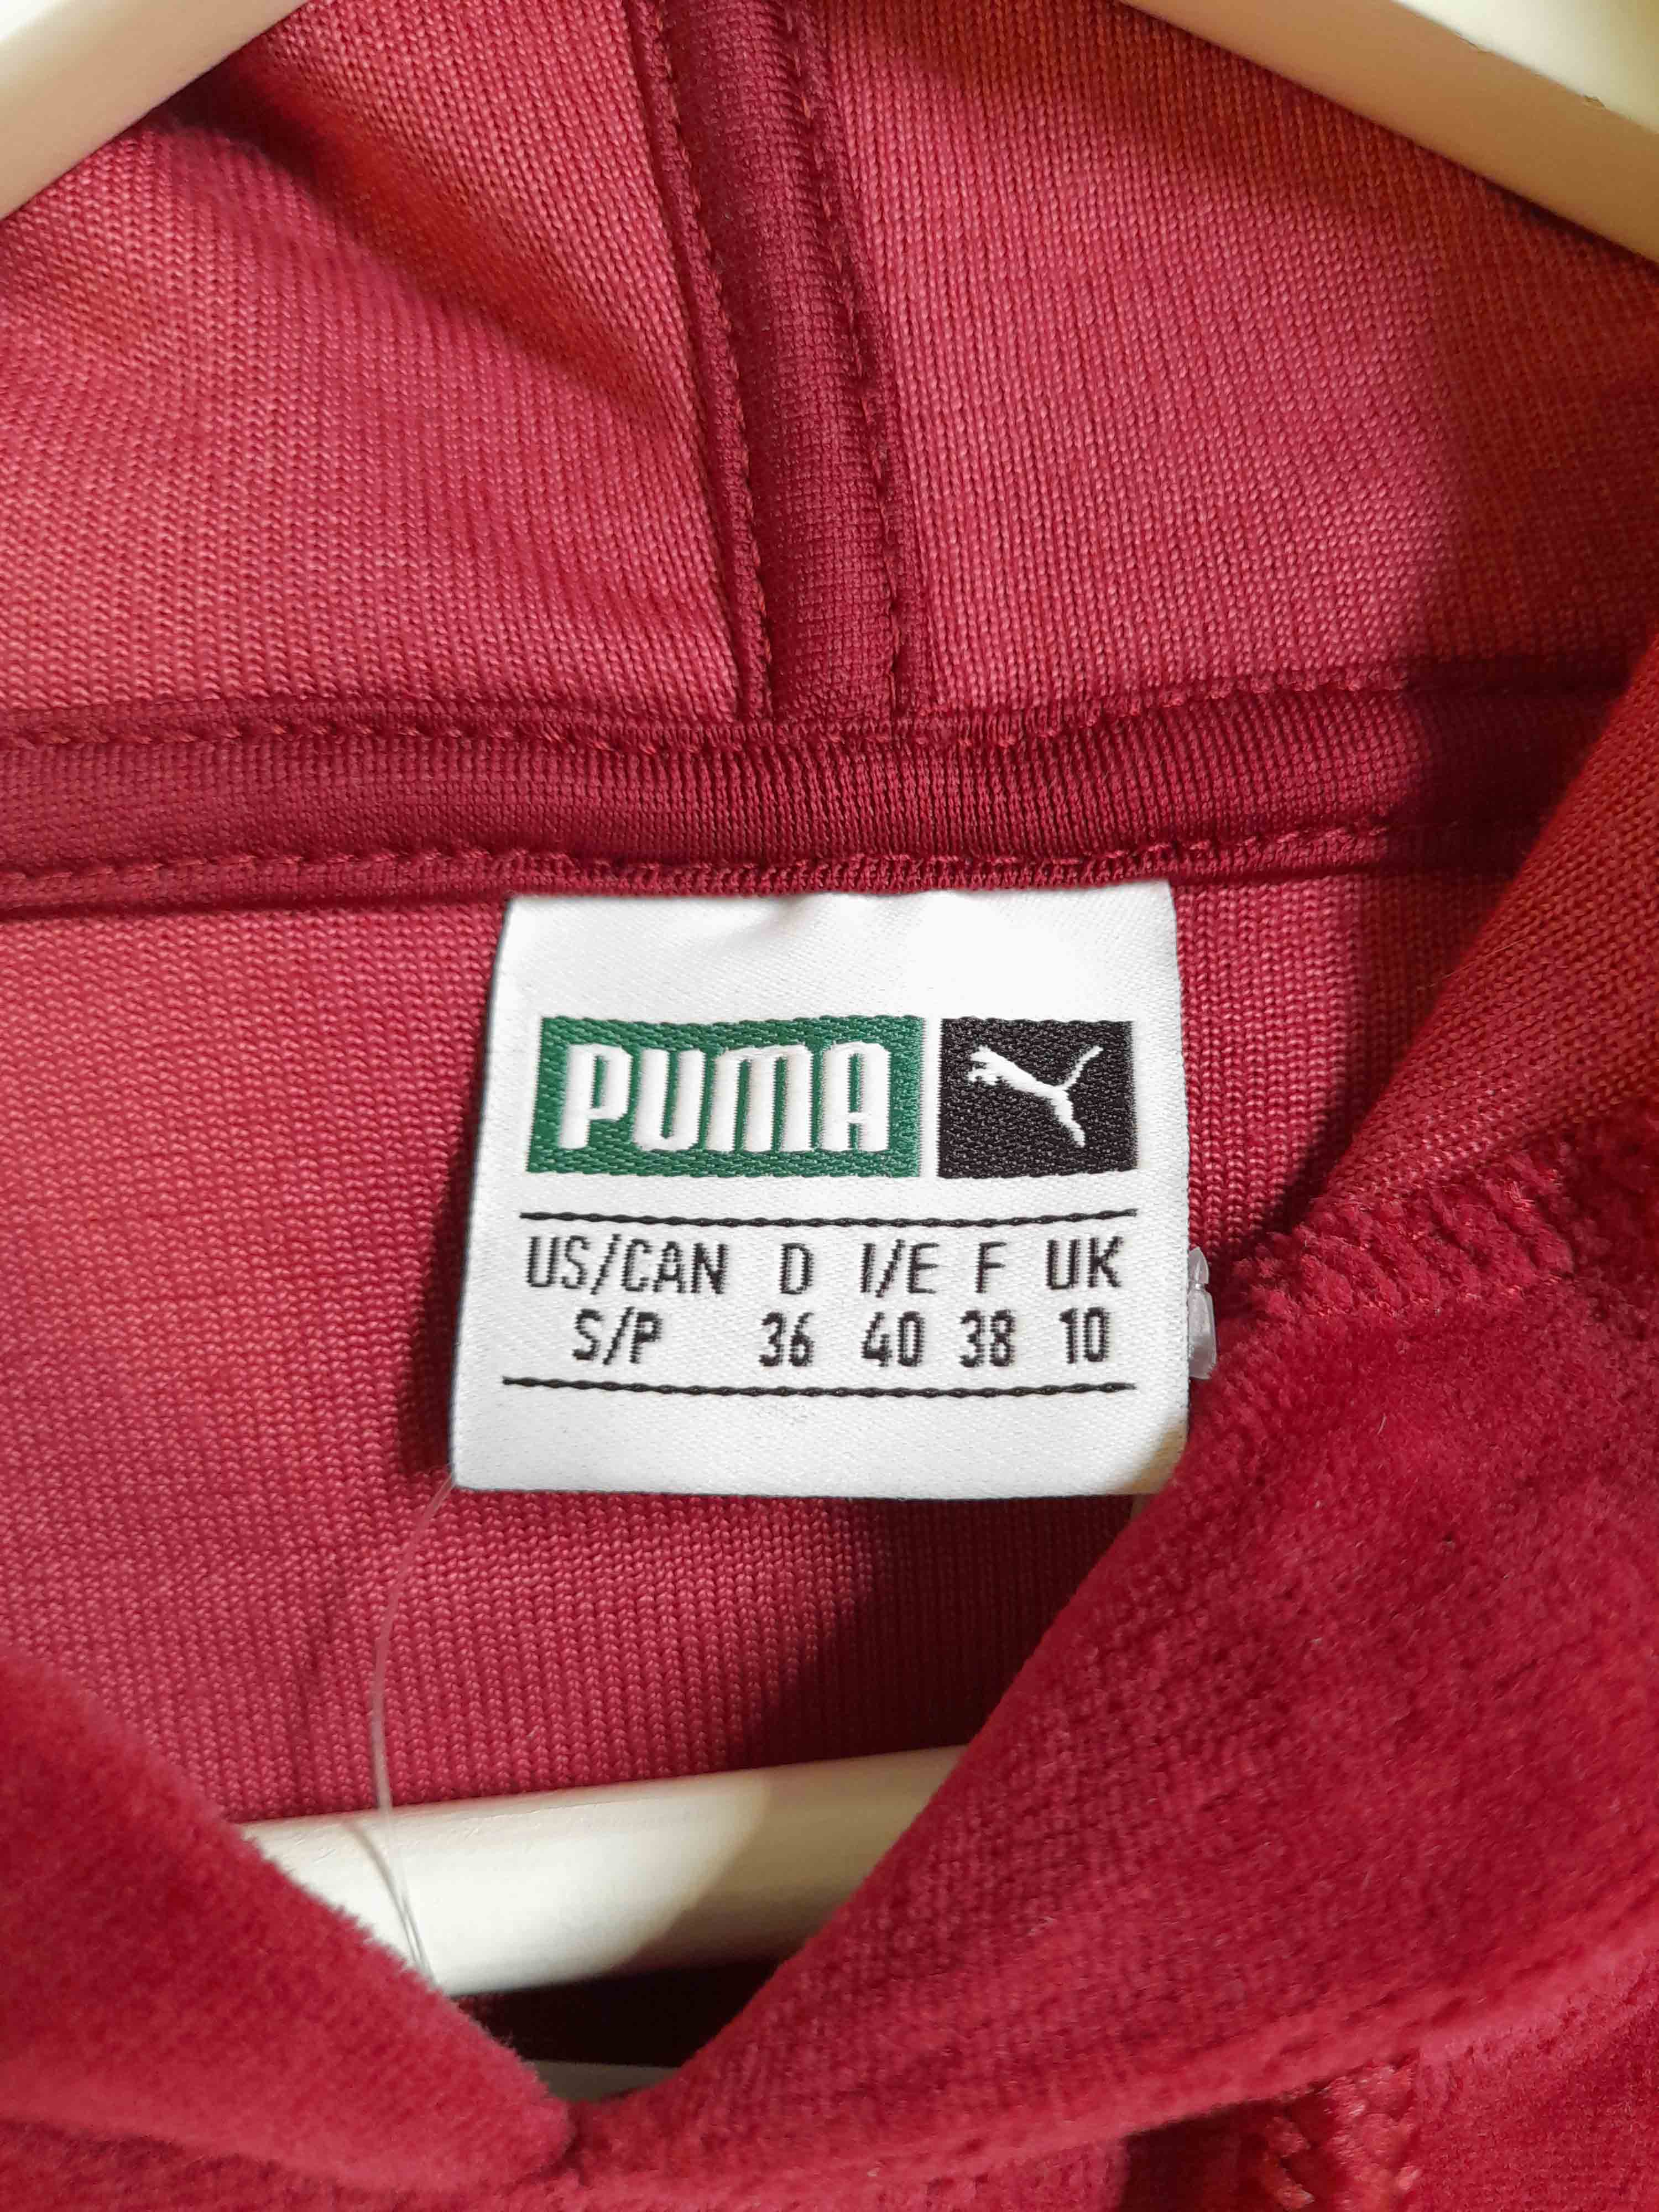 PUMA
US/CAN D I/E F UK
S/P 36 40 38 10